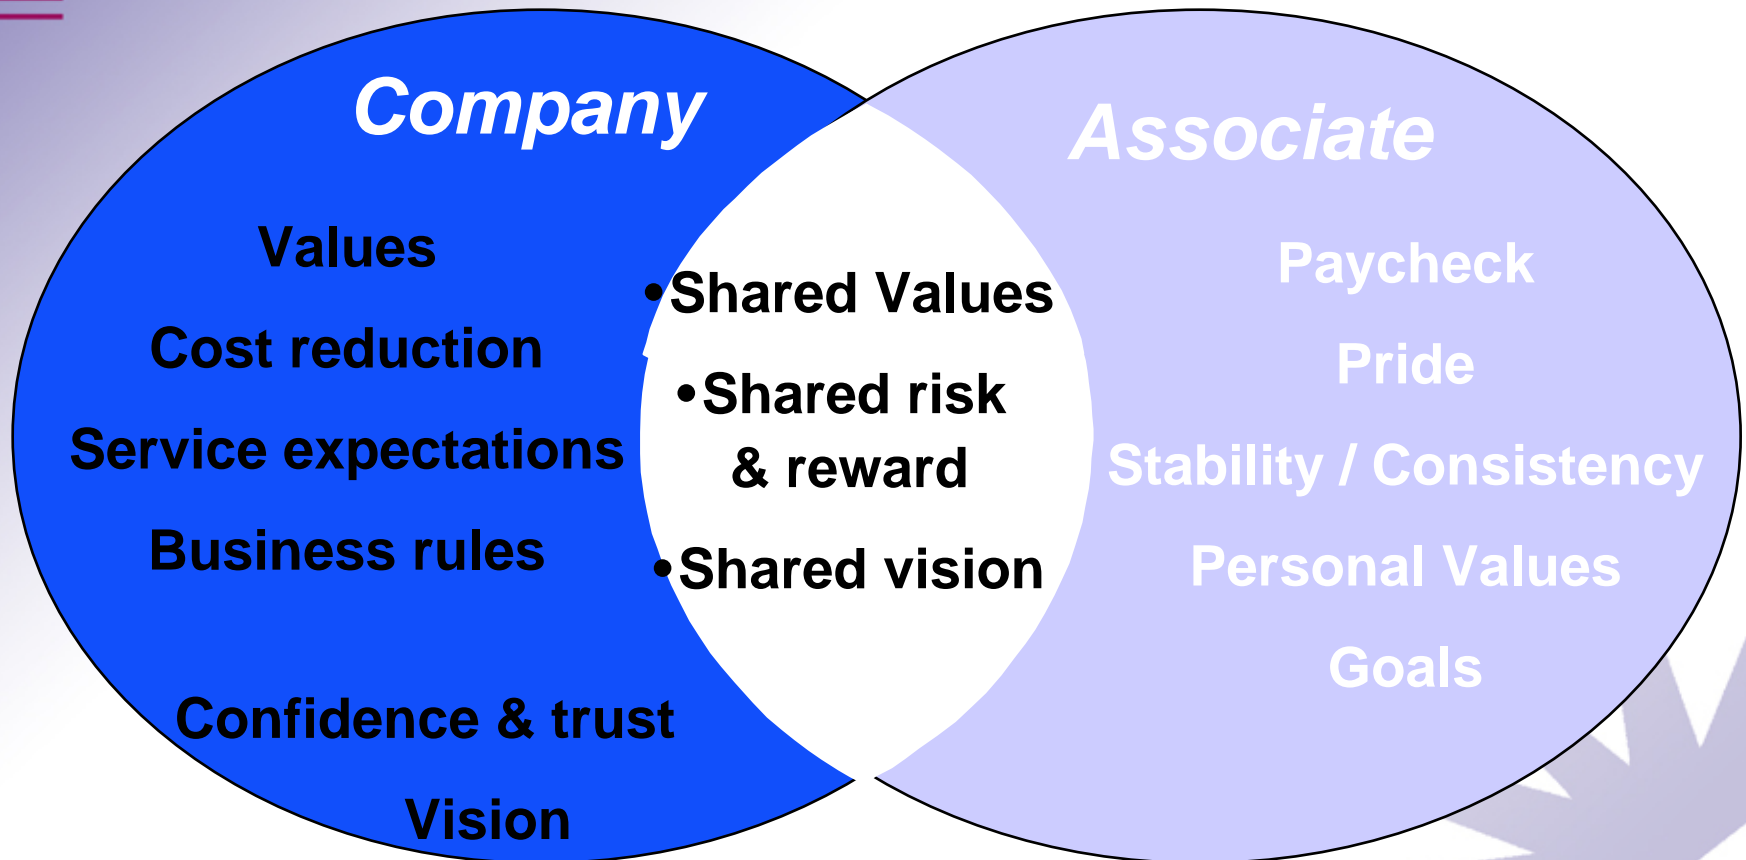 Company
Values
Cost reduction
Service expectations
Business rules
Confidence & trust
Vision
•Shared Values
•Shared risk
& reward
•Shared vision
Associate
Paycheck
Pride
Stability / Consistency
Personal Values
Goals